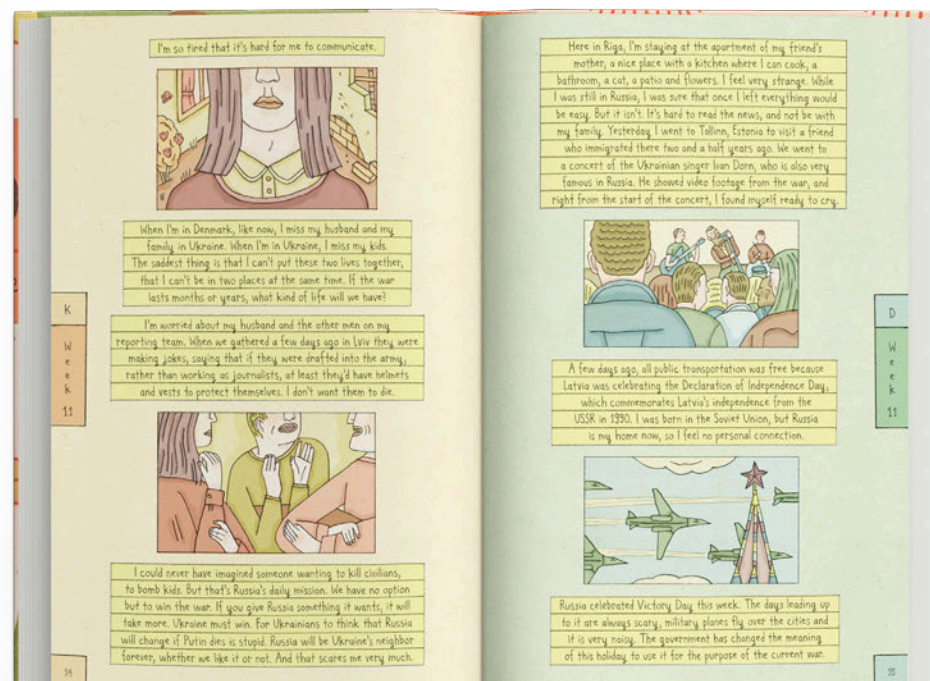 I'm so tired that it's hard for me to communicate.
When I'm in Denmark, like now, I miss my husband and my
family in Ukraine. When I'm in Ukraine, I miss my kids.
The saddest thing is that I can't put these two lives together,
that I can't be in two places at the same time. If the war
lasts months or years, what kind of life will we have?
I'm worried about my husband and the other men on my
reporting team. When we gathered a few days ago in Lviv they were
making jokes, saying that if they were drafted into the army,
rather than working as journalists, at least they'd have helmets
and vests to protect themselves. I don't want them to die.
I could never have imagined someone wanting to kill civilians,
to bomb kids. But that's Russia's daily mission. We have no option
but to win the war. If you give Russia something it wants, it will
take more. Ukraine must win. For Ukrainians to think that Russia
will change if Putin dies is stupid. Russia will be Ukraine's neighbor
forever, whether we like it or not. And that scares me very much.
K
Week
11
94
Here in Riga, I'm staying at the apartment of my friend's
mother, a nice place with a kitchen where I can cook, a
bathroom, a cat, a patio and flowers. I feel very strange. While
I was still in Russia, I was sure that once I left everything would
be easy. But it isn't. It's hard to read the news, and not be with
my family. Yesterday I went to Tallinn, Estonia to visit a friend
who immigrated there two and a half years ago. We went to
a concert of the Ukrainian singer Ivan Dorn, who is also very
famous in Russia. He showed video footage from the war, and
right from the start of the concert, I found myself ready to cry.
A few days ago, all public transportation was free because
Latvia was celebrating the Declaration of Independence Day,
which commemorates Latvia's independence from the
USSR in 1990. I was born in the Soviet Union, but Russia
is my home now, so I feel no personal connection.
Russia celebrated Victory Day this week. The days leading up
to it are always scary, military planes fly over the cities and
it is very noisy. The government has changed the meaning
of this holiday to use it for the purpose of the current war.
D
Week
11
95